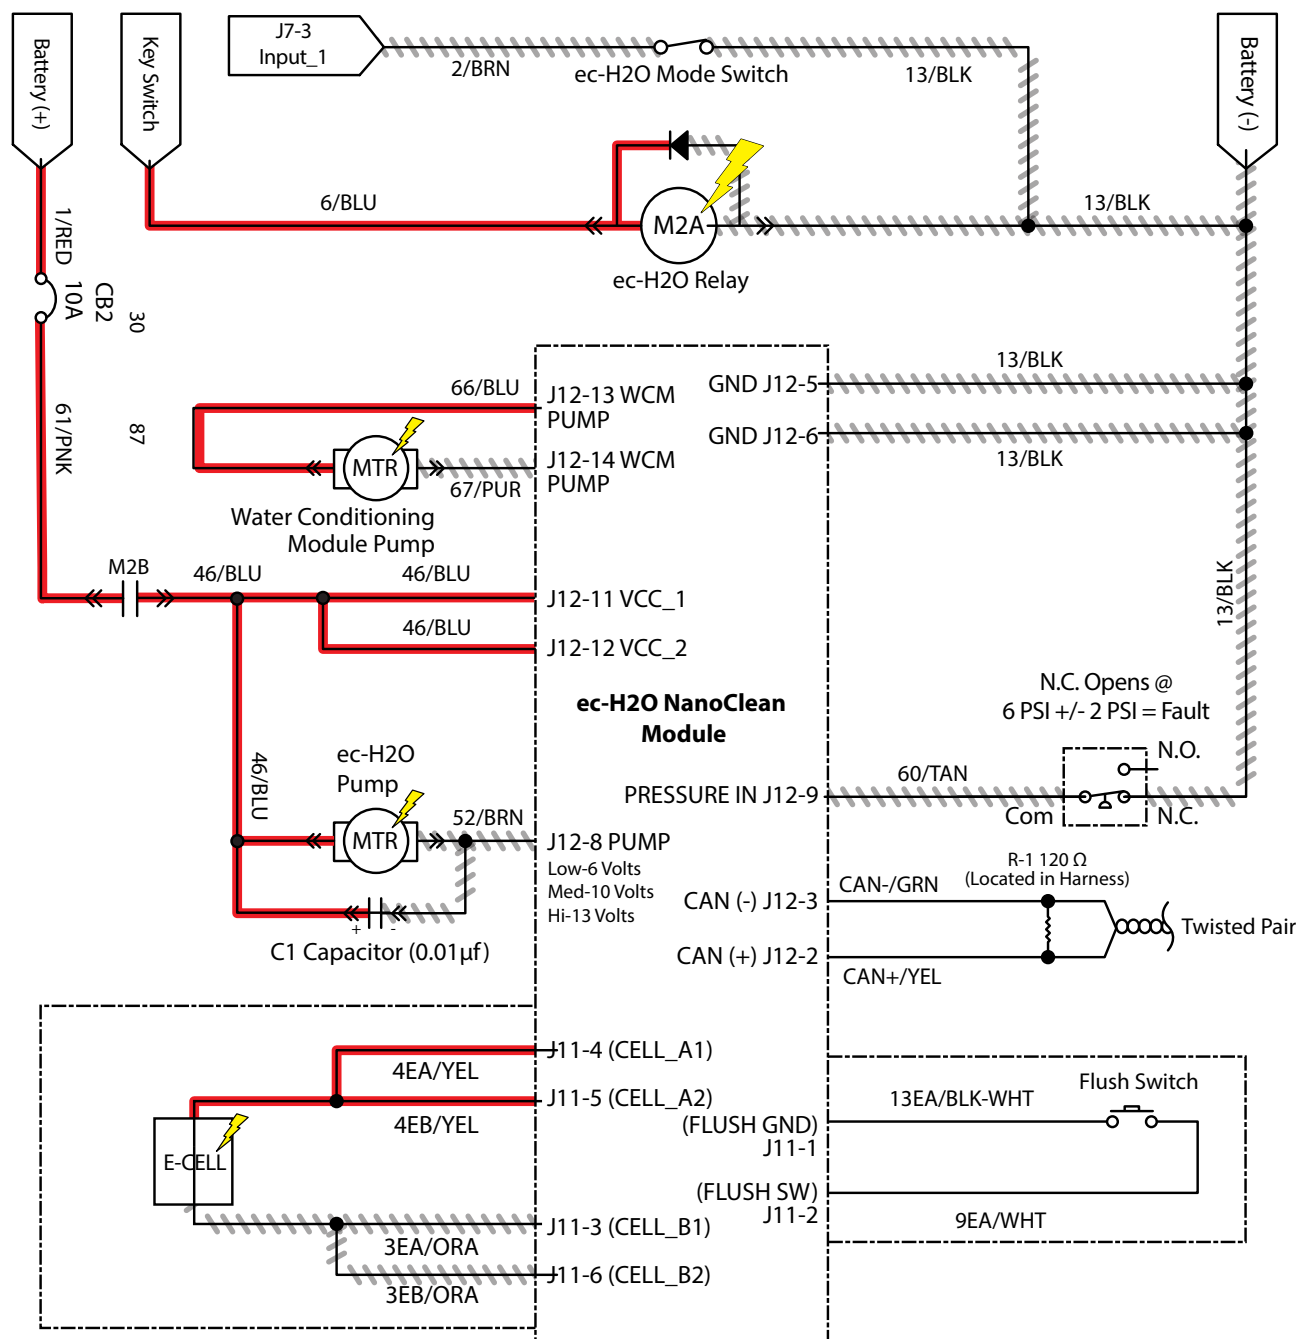 Battery (+)
Key Switch
J7-3
Input_1
2/BRN
ec-H2O Mode Switch
13/BLK
Battery (-)
6/BLU
M2A
13/BLK
ec-H2O Relay
1/RED
10A
CB2
30
87
61/PNK
66/BLU
J12-13 WCM
PUMP
MTR
67/PUR
J12-14 WCM
PUMP
Water Conditioning
Module Pump
GND J12-5
13/BLK
GND J12-6
13/BLK
13/BLK
M2B
46/BLU
46/BLU
J12-11 VCC_1
46/BLU
J12-12 VCC_2
ec-H2O NanoClean
Module
N.C. Opens @
6 PSI +/- 2 PSI = Fault
N.O.
60/TAN
PRESSURE IN J12-9
Com
N.C.
46/BLU
ec-H2O
Pump
MTR
52/BRN
J12-8 PUMP
Low-6 Volts
Med-10 Volts
Hi-13 Volts
+
-
C1 Capacitor (0.01µf)
R-1 120 Ω
(Located in Harness)
CAN-/GRN
CAN (-) J12-3
Twisted Pair
CAN (+) J12-2
CAN+/YEL
J11-4 (CELL_A1)
4EA/YEL
J11-5 (CELL_A2)
4EB/YEL
E-CELL
J11-3 (CELL_B1)
3EA/ORA
J11-6 (CELL_B2)
3EB/ORA
Flush Switch
13EA/BLK-WHT
(FLUSH GND)
J11-1
(FLUSH SW)
J11-2
9EA/WHT